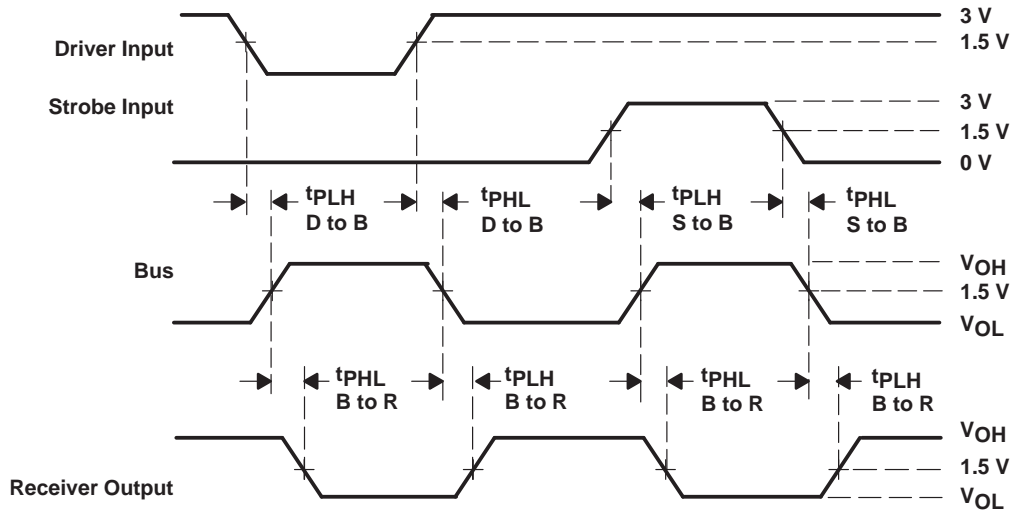 3 V
Driver Input
1.5 V
Strobe Input
3 V
1.5 V
0 V
tPLH
D to B
tPHL
D to B
tPLH
S to B
tPHL
S to B
Bus
VOH
1.5 V
VOL
tPHL
B to R
tPLH
B to R
tPHL
B to R
tPLH
B to R
VOH
1.5 V
Receiver Output
VOL